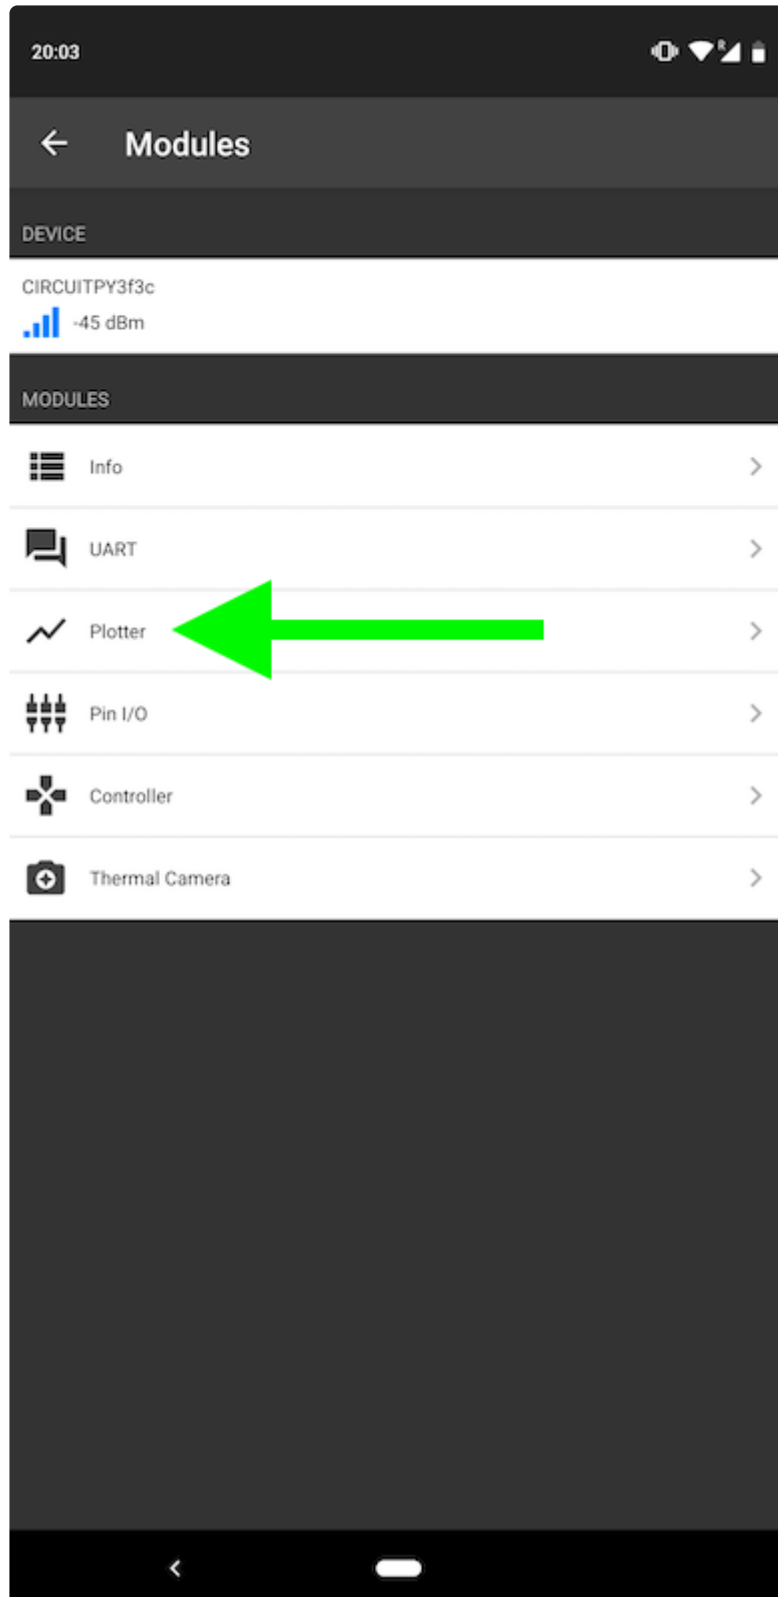 20:03
R
Modules
DEVICE
CIRCUITPY3f3c
-45 dBm
MODULES
Info
UART
Plotter
Pin I/O
Controller
Thermal Camera